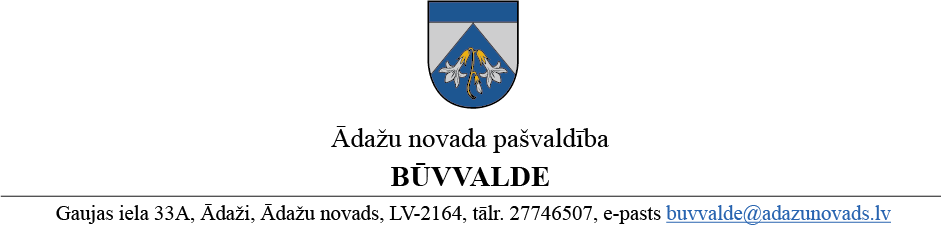 Ādažu novada pašvaldība
BŪVVALDE
Gaujas iela 33A, Ādaži, Ādažu novads, LV-2164, tālr. 27746507, e-pasts buvvalde@adazunovads.lv